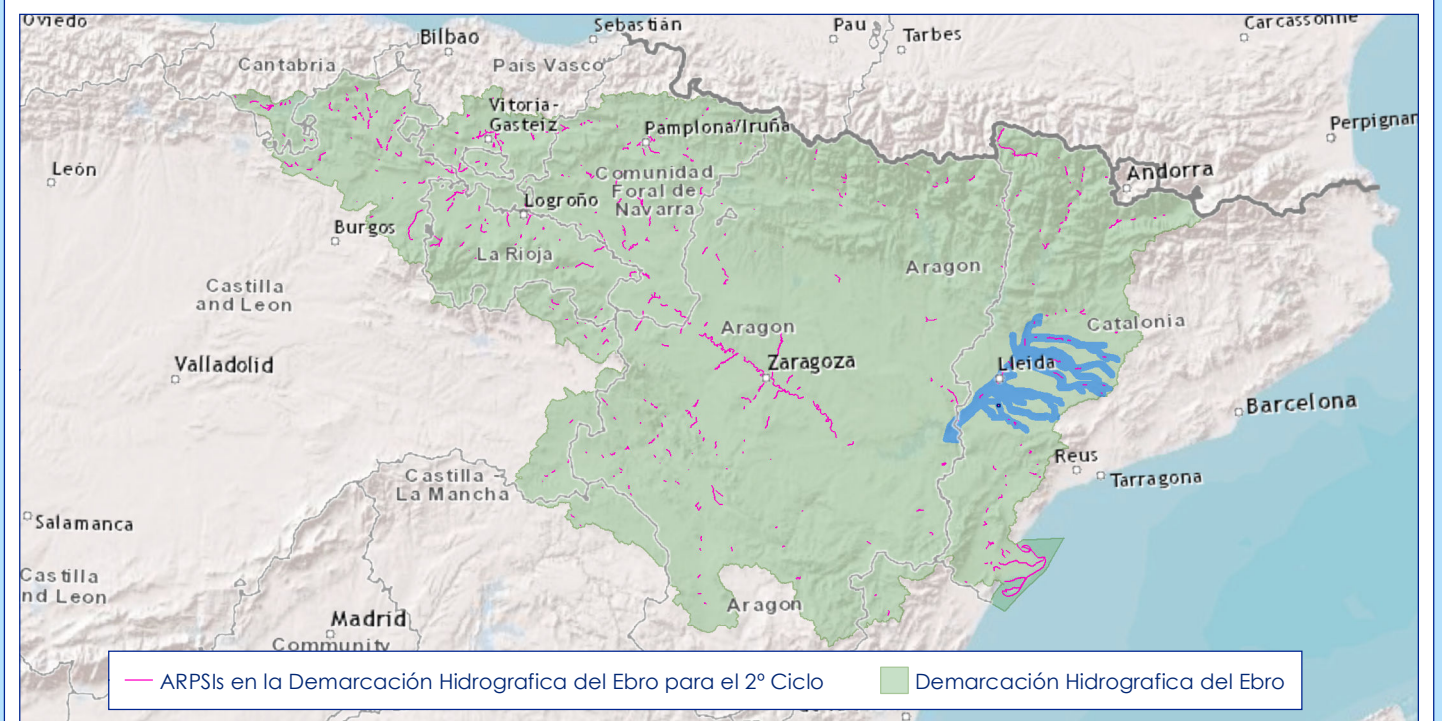 Oviedo
Sebastián
Pau
Carcassonne
Bilbao
Tarbes
Cantabria
País Vasco
Vitoria-
Gasteiz
Pamplona/Iruña
Perpignan
León
Comunidad
Foral de
Navarra
Andorra
Logroño
Burgos
La Rioja
Aragon
Castilla
and Leon
Aragon
Catalonia
Valladolid
Zaragoza
Lleida
Barcelona
Reus
Castilla
La Mancha
Tarragona
Salamanca
Castilla
nd Leon
Aragon
Madrid
Community
ARPSIs en la Demarcación Hidrografica del Ebro para el 2º Ciclo
Demarcación Hidrografica del Ebro